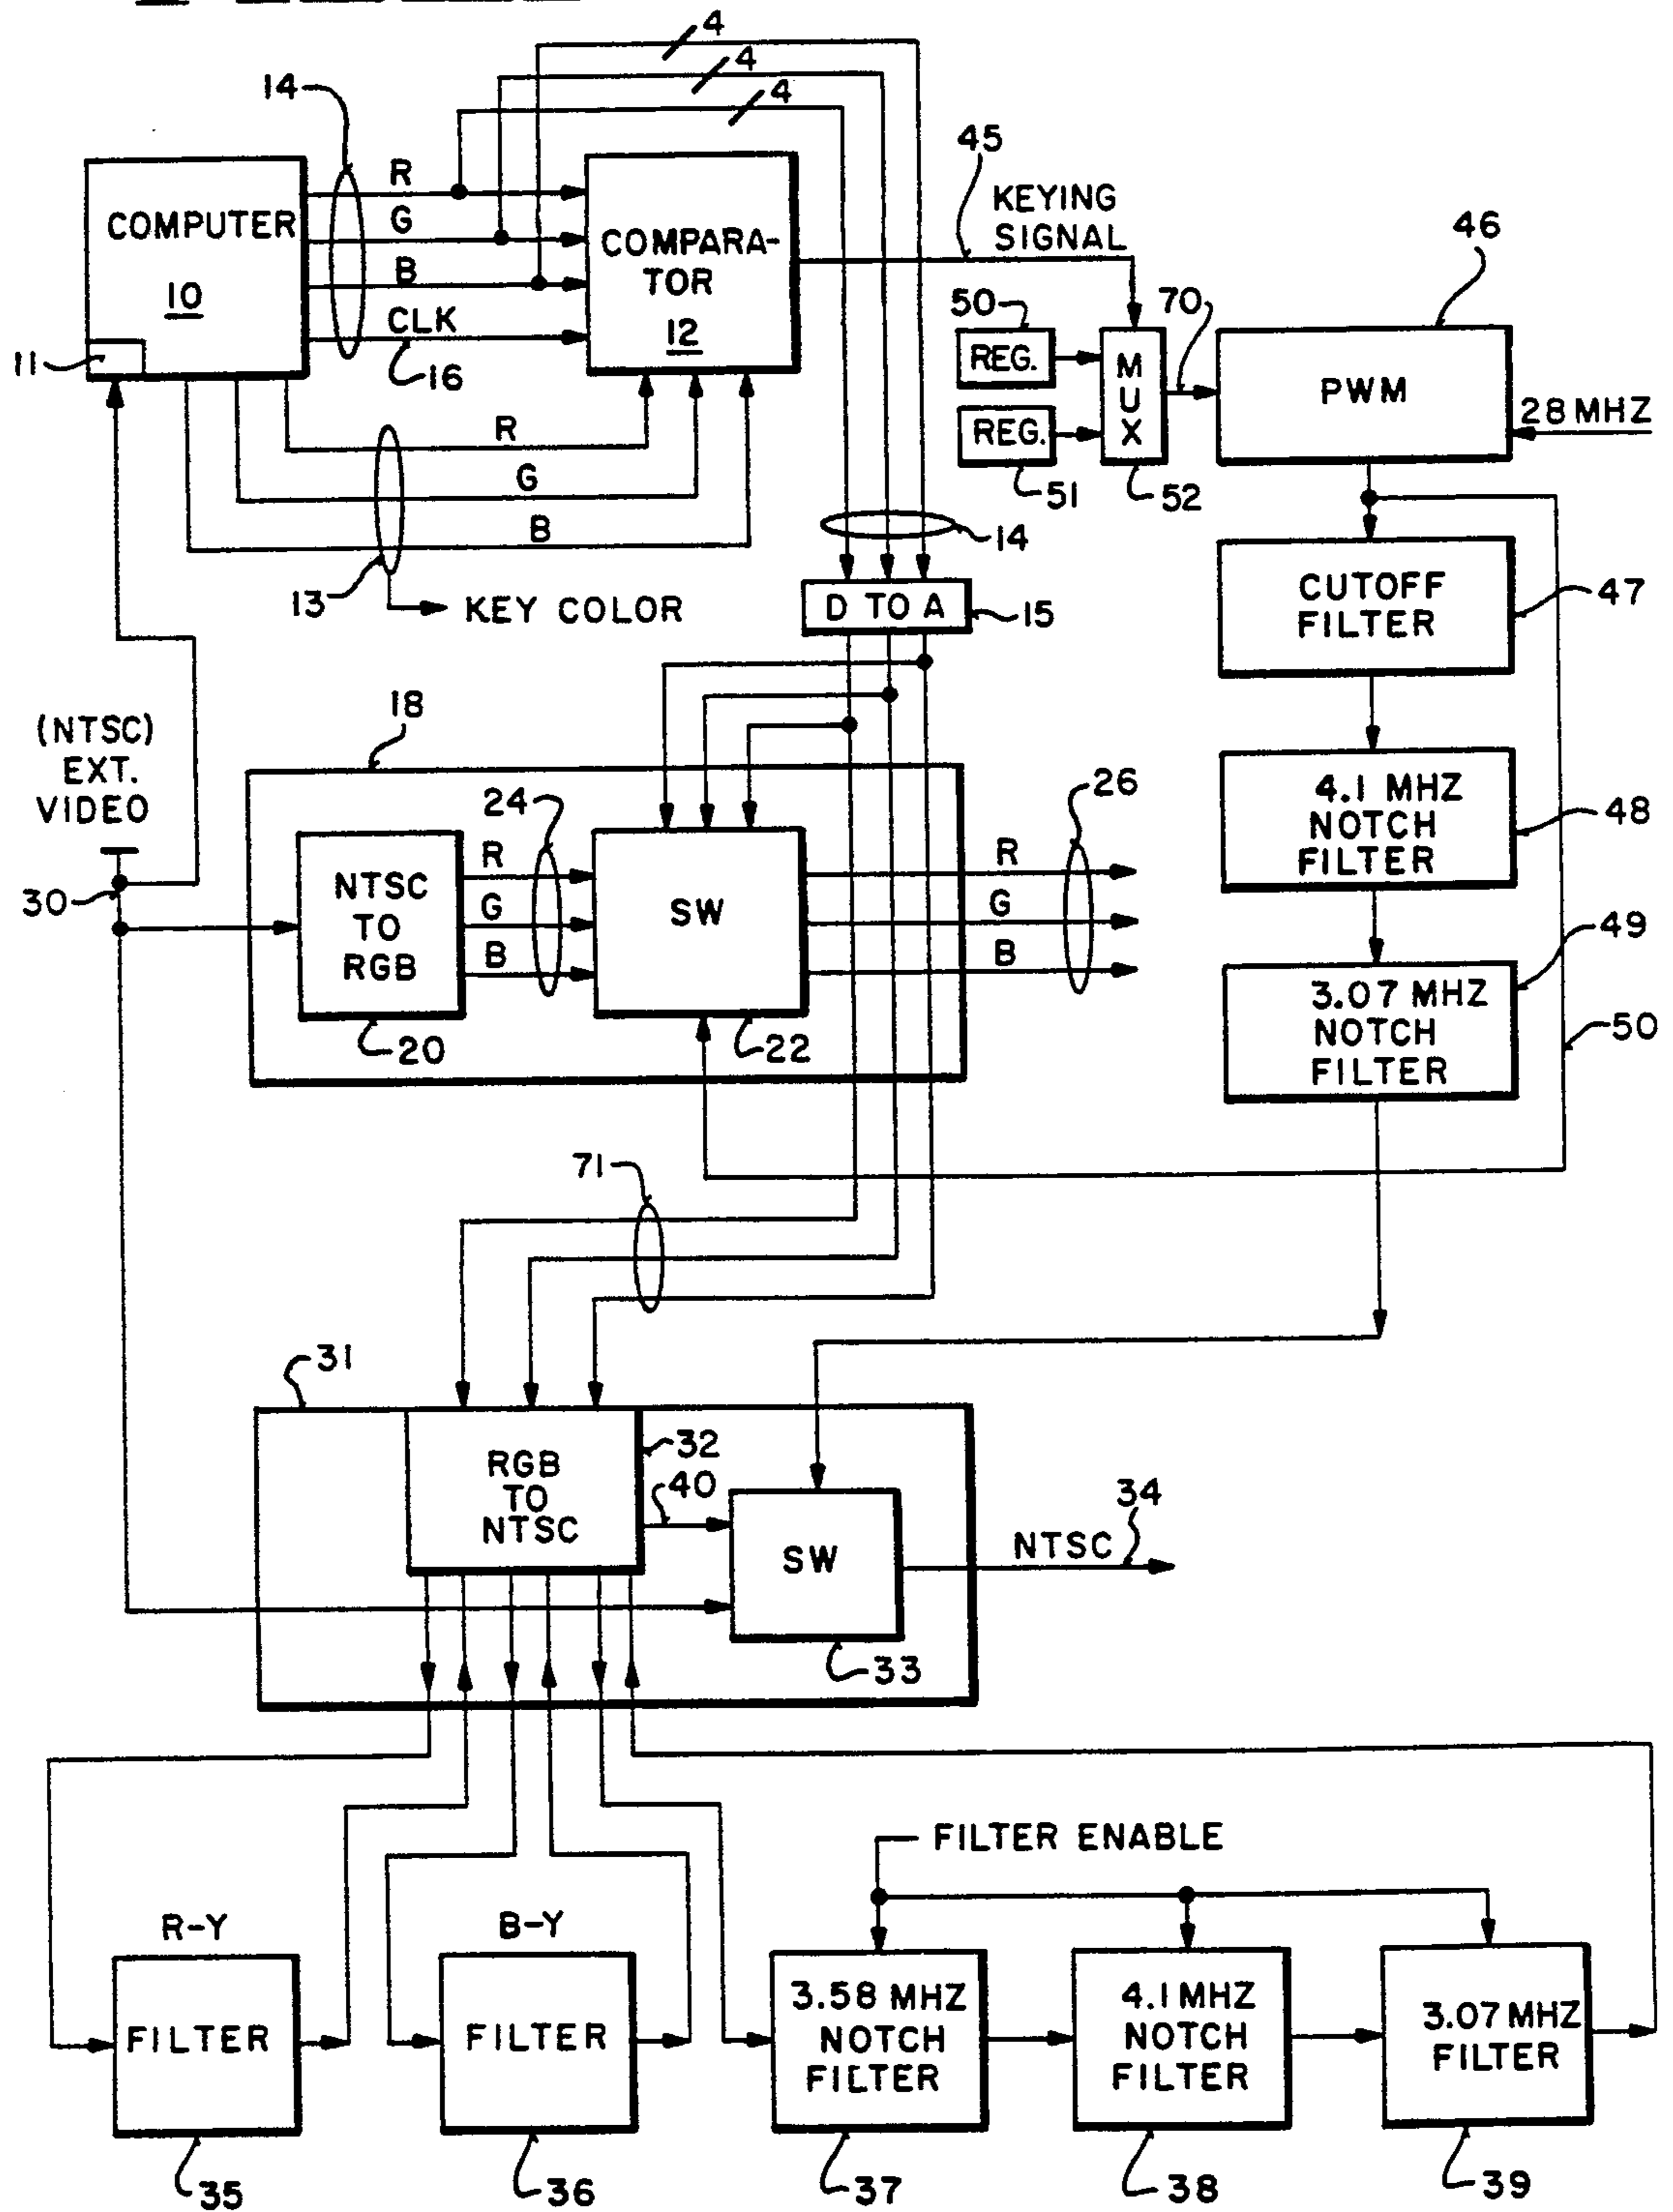 4
4
4
14
R
G
B
CLK
16
COMPUTER
10
11
COMPARA-
TOR
12
45
KEYING
SIGNAL
50
REG.
REG.
51
MUX
52
70
46
PWM
28 MHZ
R
G
B
13
KEY COLOR
14
D TO A
15
CUTOFF
FILTER
47
4.1 MHZ
NOTCH
FILTER
48
3.07 MHZ
NOTCH
FILTER
49
50
(NTSC)
EXT.
VIDEO
30
18
NTSC
TO
RGB
20
24
R
G
B
SW
22
26
R
G
B
71
31
RGB
TO
NTSC
32
40
SW
33
NTSC
34
FILTER ENABLE
R-Y
FILTER
35
B-Y
FILTER
36
3.58 MHZ
NOTCH
FILTER
37
4.1 MHZ
NOTCH
FILTER
38
3.07 MHZ
FILTER
39